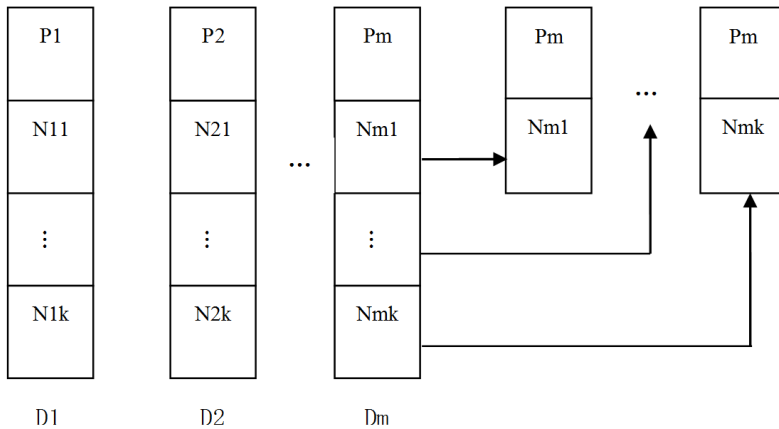 P1 P2 Pm Pm Pm
...
N11 N21 Nm1 Nm1 Nmk
...
⋮ ⋮ ⋮
N1k N2k Nmk
D1 D2 Dm